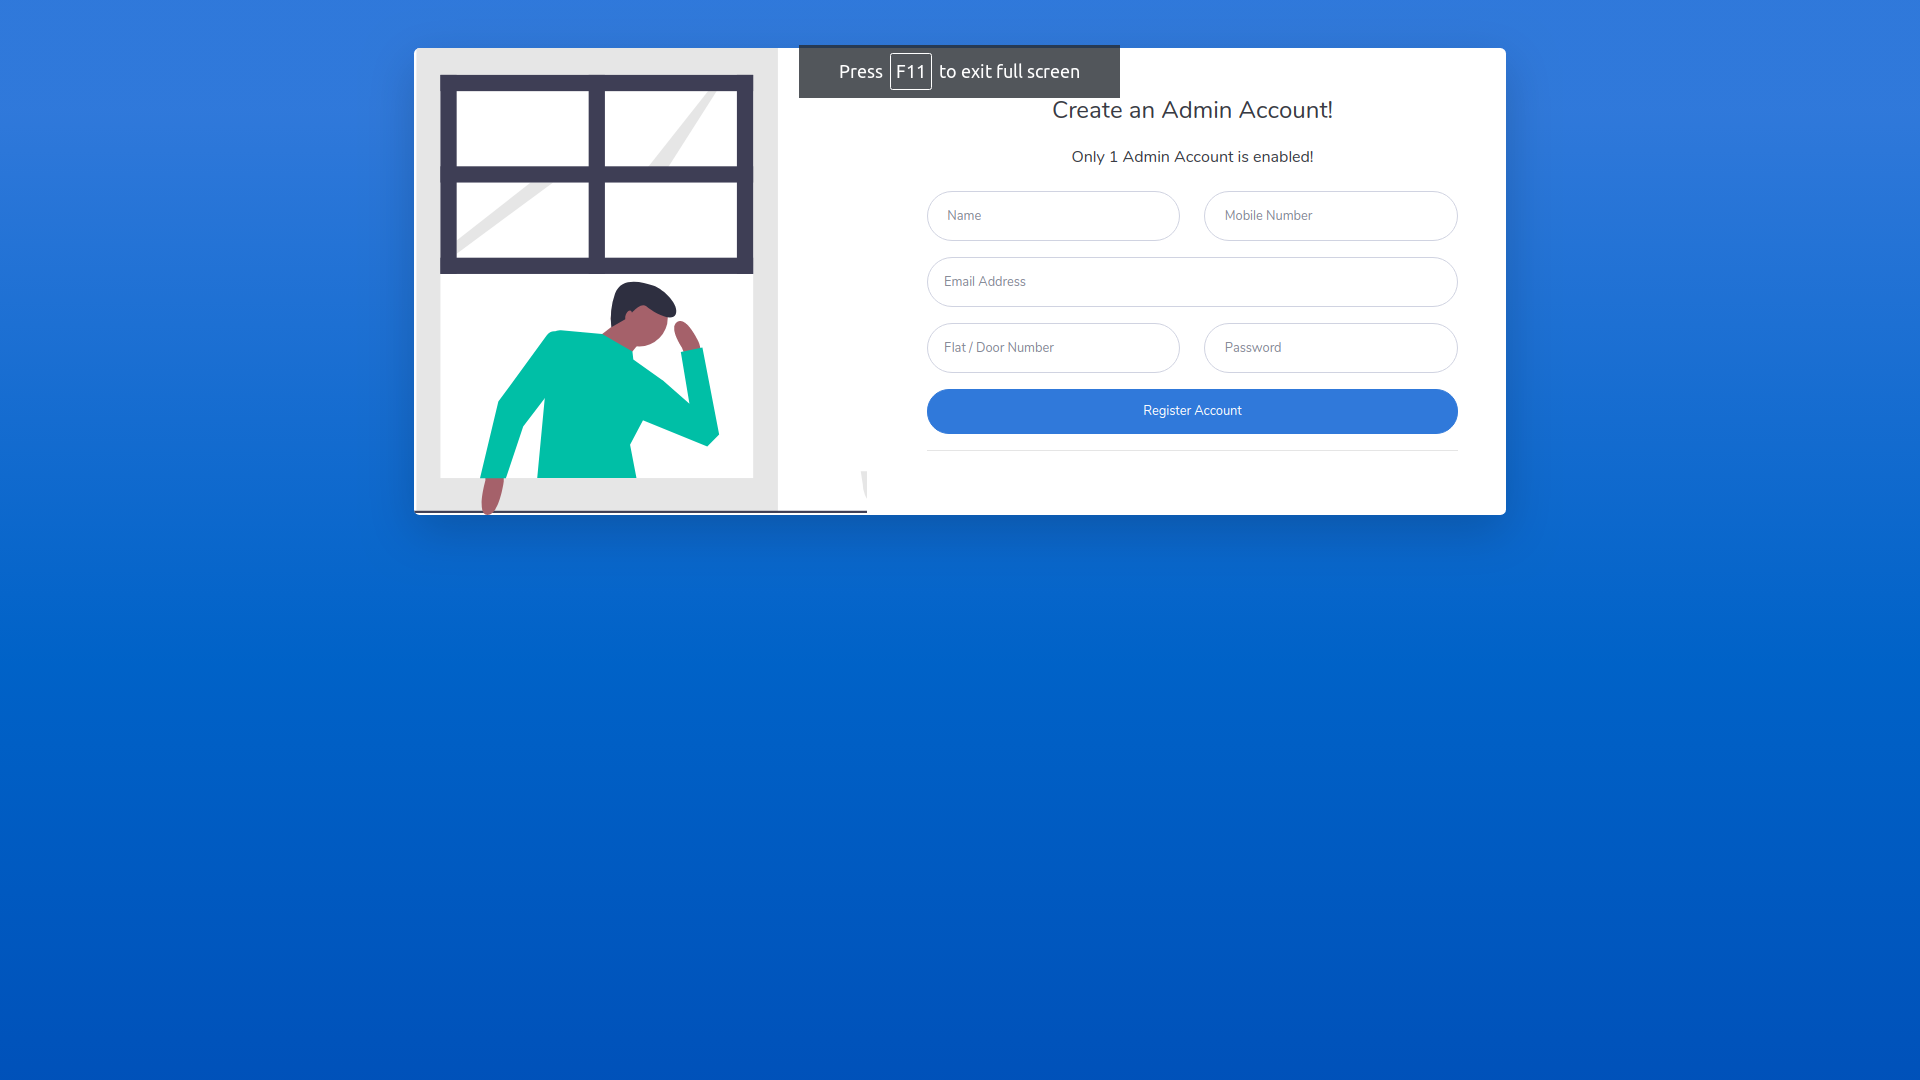 Press F11 to exit full screen
Create an Admin Account!
Only 1 Admin Account is enabled!
Name
Mobile Number
Email Address
Flat / Door Number
Password
Register Account